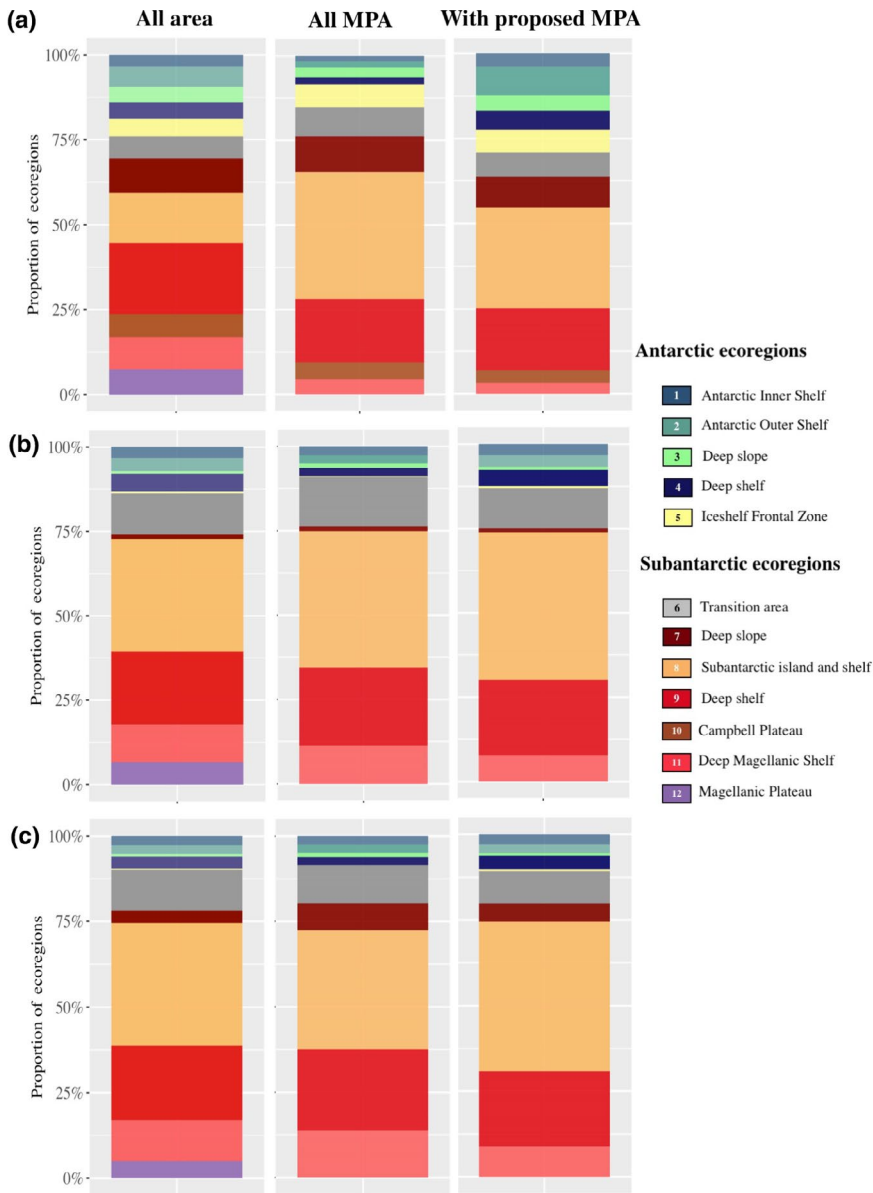 (a)
All area
All MPA
With proposed MPA
Proportion of ecoregions
100%
75%
50%
25%
0%
(b)
Proportion of ecoregions
100%
75%
50%
25%
0%
(c)
Proportion of ecoregions
100%
75%
50%
25%
0%
Antarctic ecoregions
1 Antarctic Inner Shelf
2 Antarctic Outer Shelf
3 Deep slope
4 Deep shelf
5 Iceshelf Frontal Zone
Subantarctic ecoregions
6 Transition area
7 Deep slope
8 Subantarctic island and shelf
9 Deep shelf
10 Campbell Plateau
11 Deep Magellanic Shelf
12 Magellanic Plateau